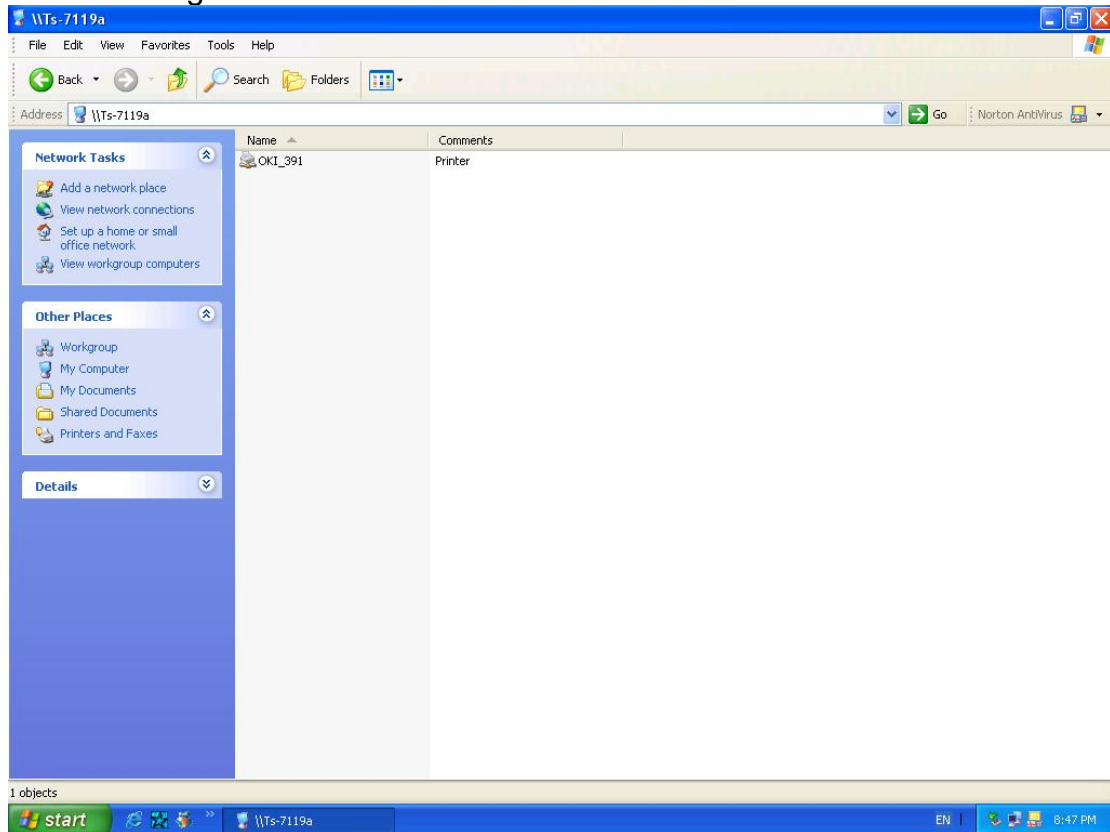 \\Ts-7119a
File Edit View Favorites Tools Help
Back Search Folders
Address \\Ts-7119a Go Norton AntiVirus
Name Comments
OKI_391 Printer
Network Tasks
Add a network place
View network connections
Set up a home or small
office network
View workgroup computers
Other Places
Workgroup
My Computer
My Documents
Shared Documents
Printers and Faxes
Details
1 objects
start \\Ts-7119a EN 8:47 PM